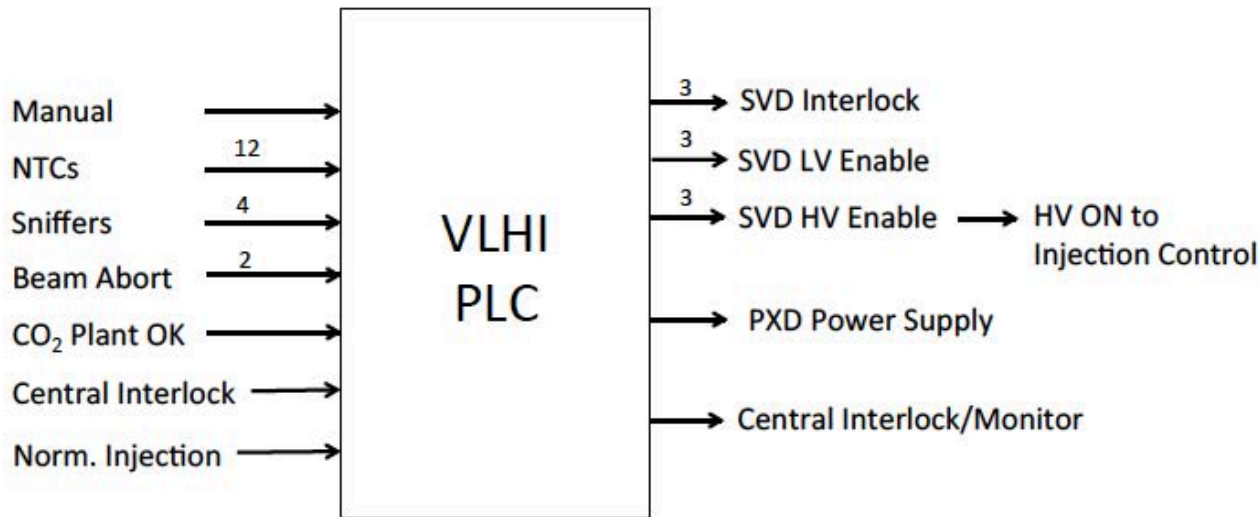 Manual
12
NTCs
4
Sniffers
2
Beam Abort
CO₂ Plant OK
Central Interlock
Norm. Injection
VLHI
PLC
3
SVD Interlock
3
SVD LV Enable
3
SVD HV Enable
HV ON to
Injection Control
PXD Power Supply
Central Interlock/Monitor